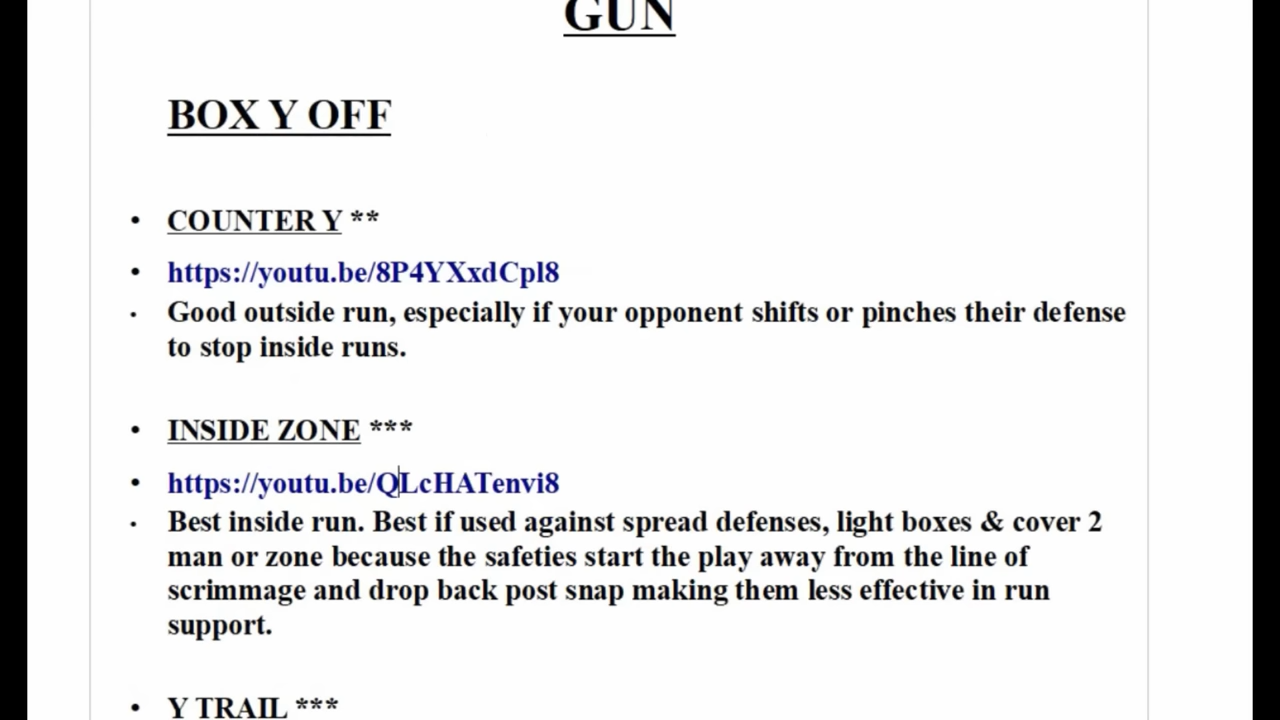 GUN
BOX Y OFF
• COUNTER Y **
• https://youtu.be/8P4YXxdCpl8
• Good outside run, especially if your opponent shifts or pinches their defense
to stop inside runs.
• INSIDE ZONE ***
• https://youtu.be/QLcHATenvi8
• Best inside run. Best if used against spread defenses, light boxes & cover 2
man or zone because the safeties start the play away from the line of
scrimmage and drop back post snap making them less effective in run
support.
• Y TRAIL ***